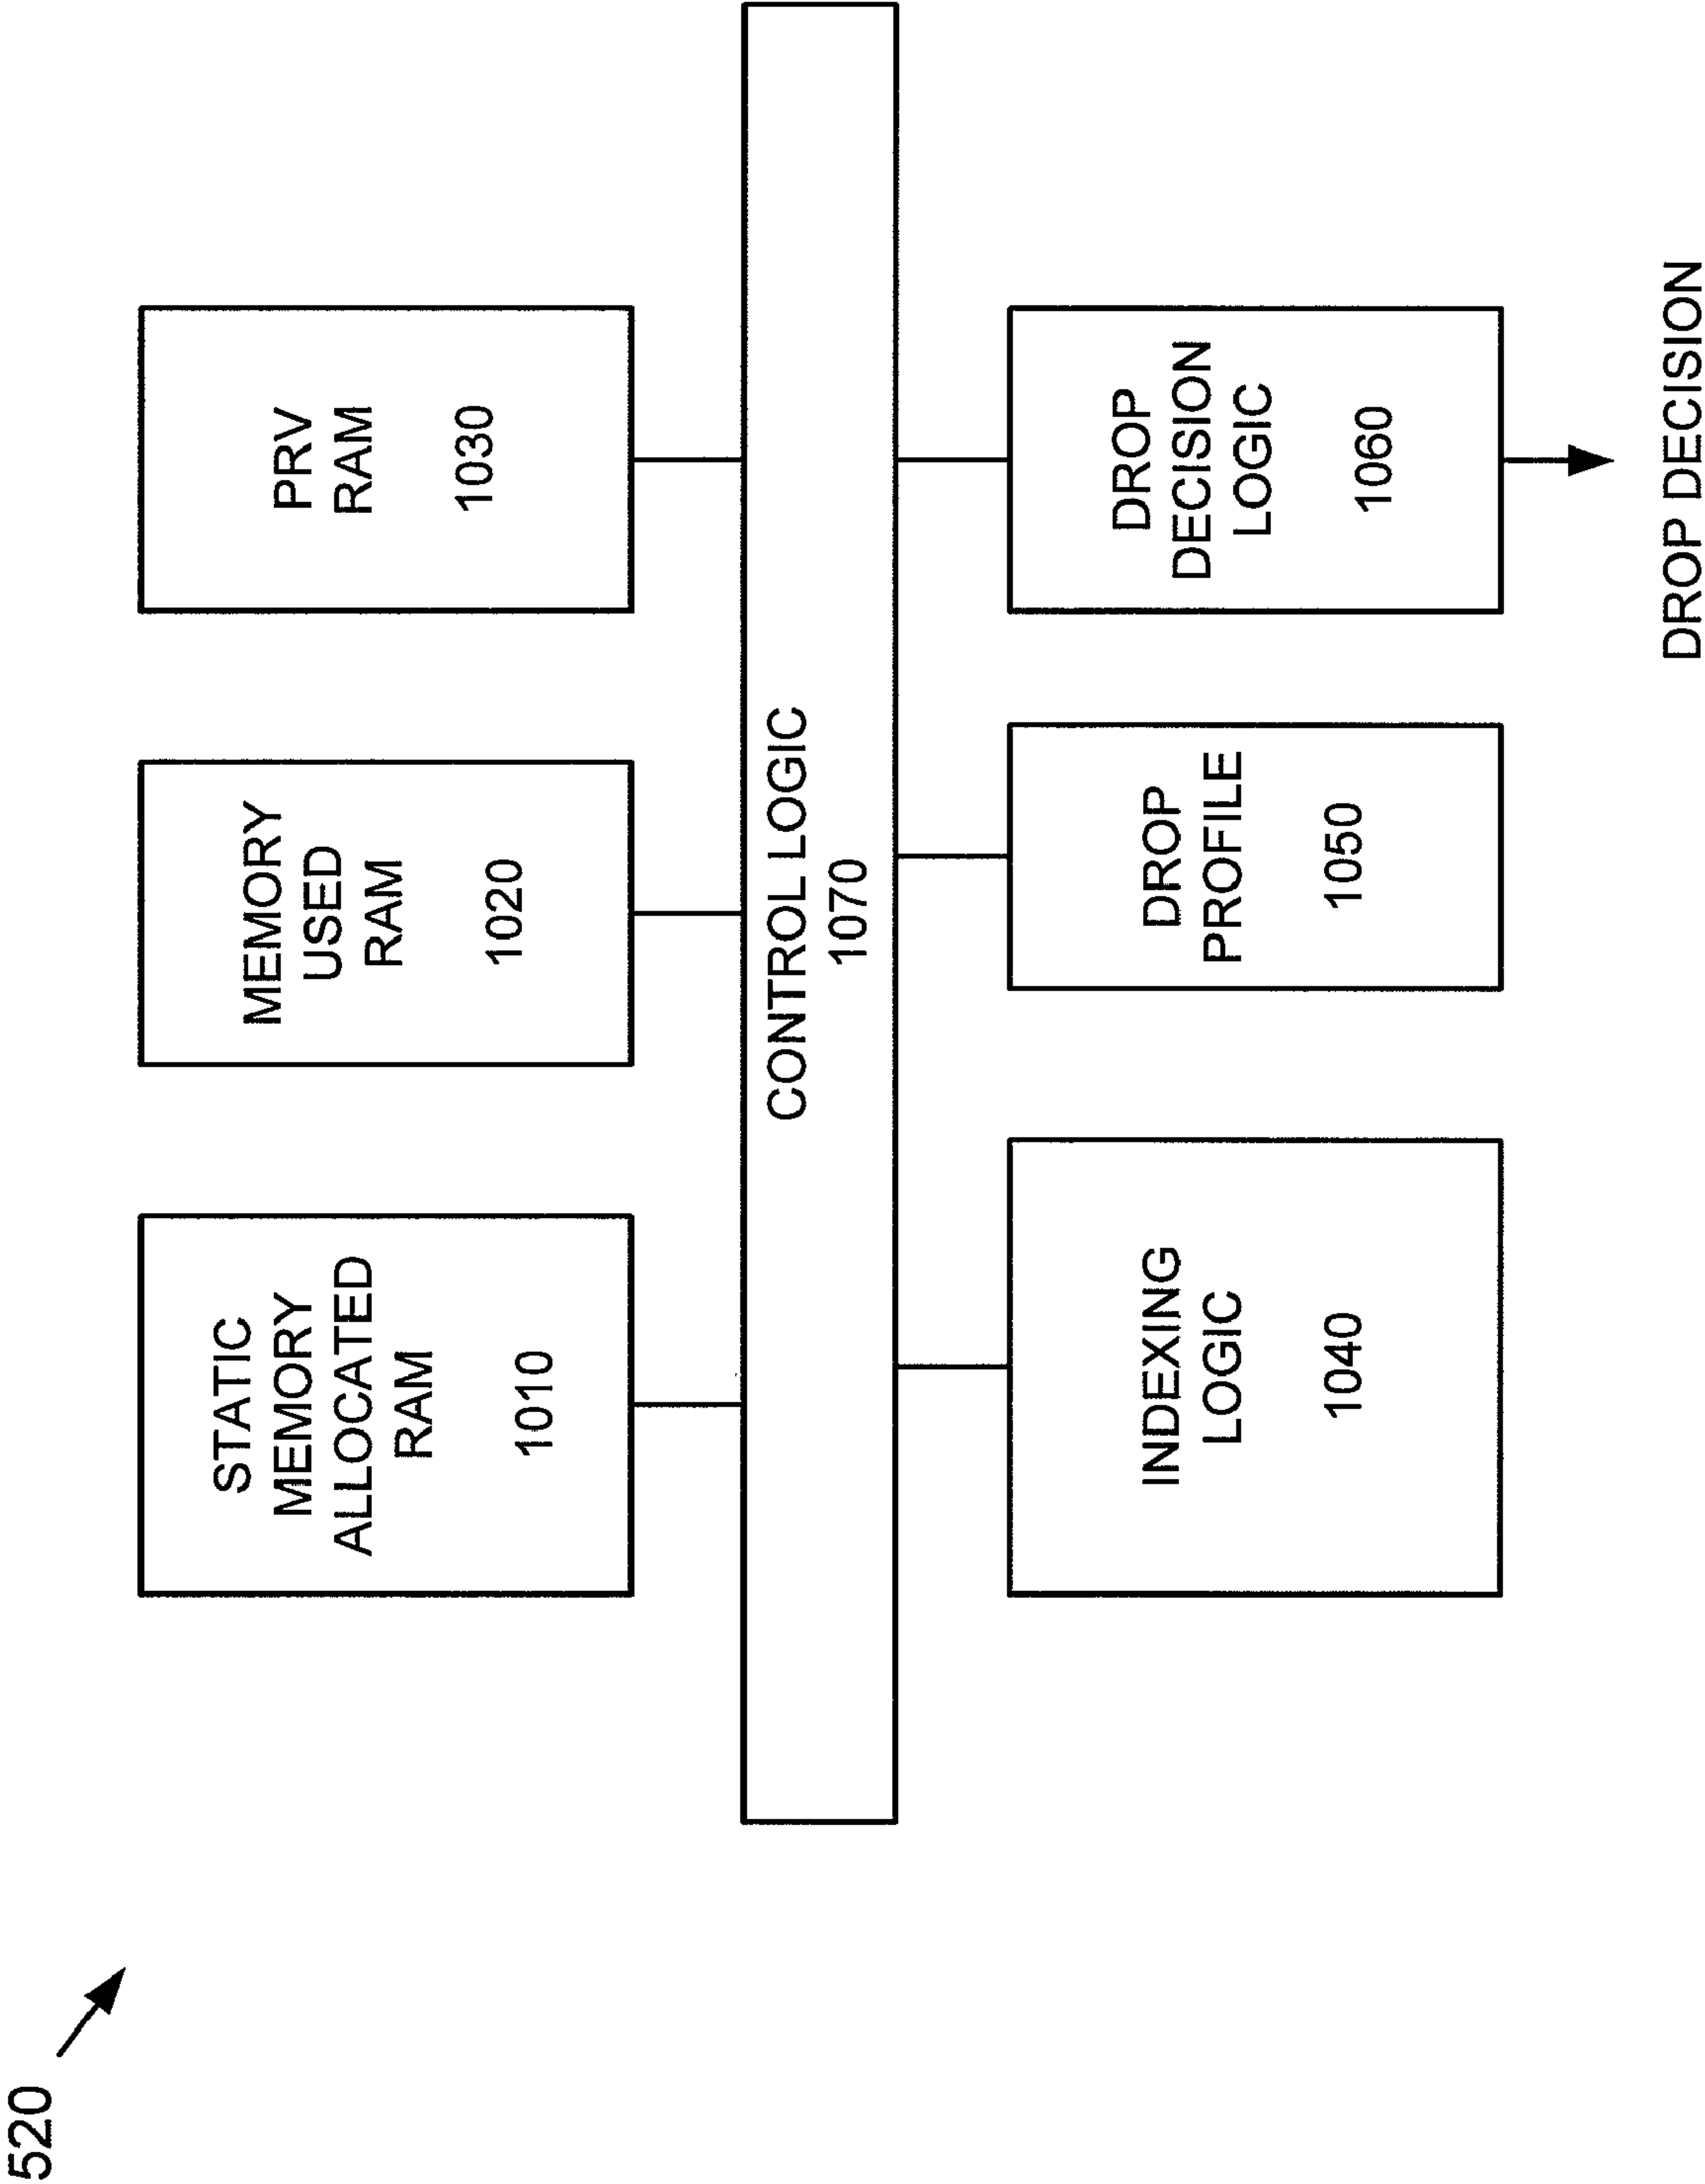 520
STATIC
MEMORY
ALLOCATED
RAM
1010
MEMORY
USED
RAM
1020
PRV
RAM
1030
CONTROL LOGIC
1070
INDEXING
LOGIC
1040
DROP
PROFILE
1050
DROP
DECISION
LOGIC
1060
DROP DECISION